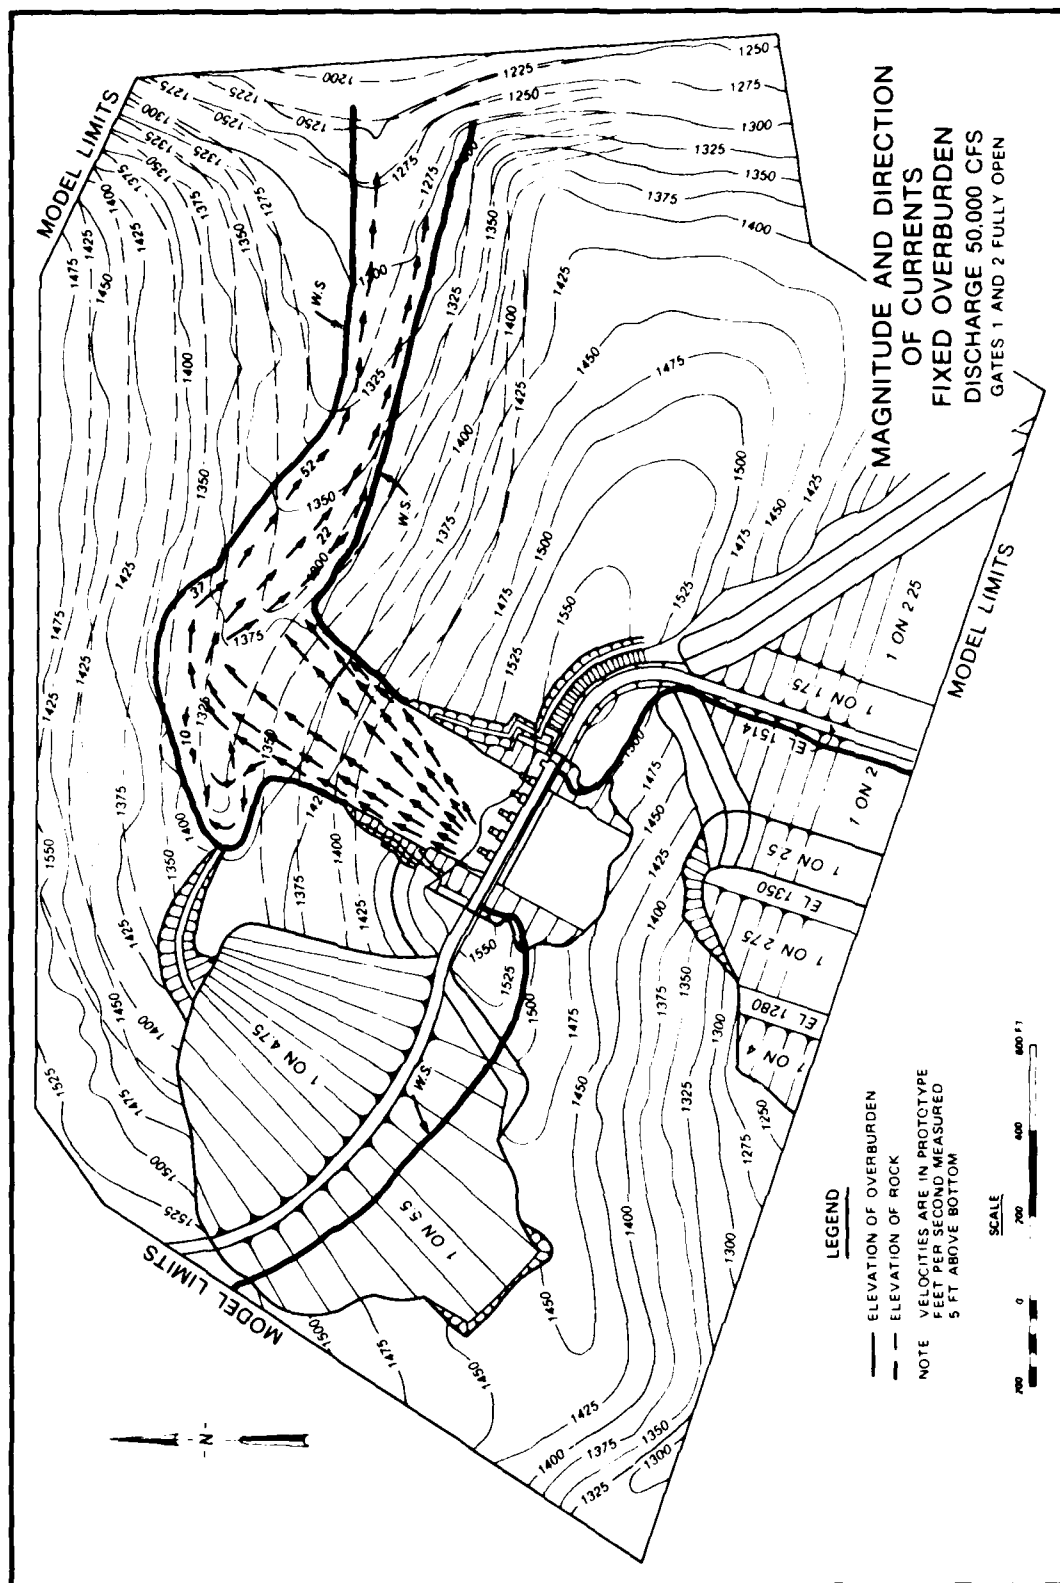 MAGNITUDE AND DIRECTION
OF CURRENTS
FIXED OVERBURDEN
DISCHARGE 50,000 CFS
GATES 1 AND 2 FULLY OPEN
MODEL LIMITS
MODEL LIMITS
MODEL LIMITS
W.S.
W.S.
W.S.
1 ON 4.75
1 ON 5.5
1 ON 2.25
1 ON 1.75
EL 1514
1 ON 2
1 ON 2.5
EL 1350
1 ON 2.75
EL 1280
1 ON 4
10
37
52
22
1200
1225
1250
1275
1300
1325
1350
1375
1400
1425
1450
1475
1500
1525
1550
- N -
LEGEND
ELEVATION OF OVERBURDEN
ELEVATION OF ROCK
NOTE VELOCITIES ARE IN PROTOTYPE
FEET PER SECOND MEASURED
5 FT ABOVE BOTTOM
SCALE
200 0 200 400 600 FT